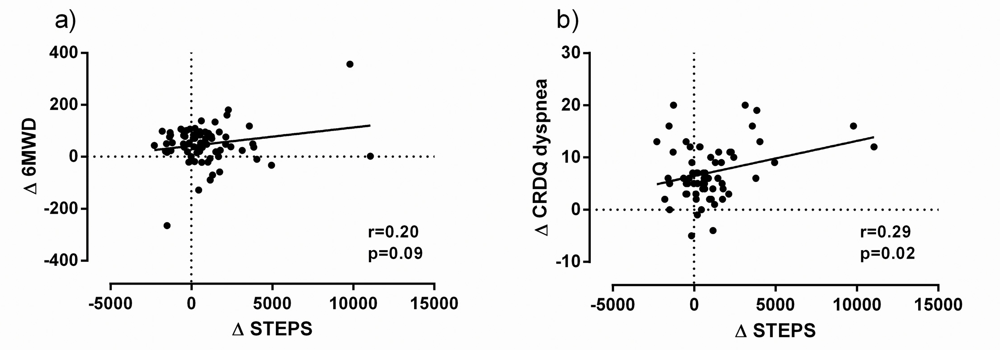 a)
Δ 6MWD
400
200
0
-200
-400
r=0.20
p=0.09
-5000 0 5000 10000 15000
Δ STEPS
b)
Δ CRDQ dyspnea
30
20
10
0
-10
r=0.29
p=0.02
-5000 0 5000 10000 15000
Δ STEPS